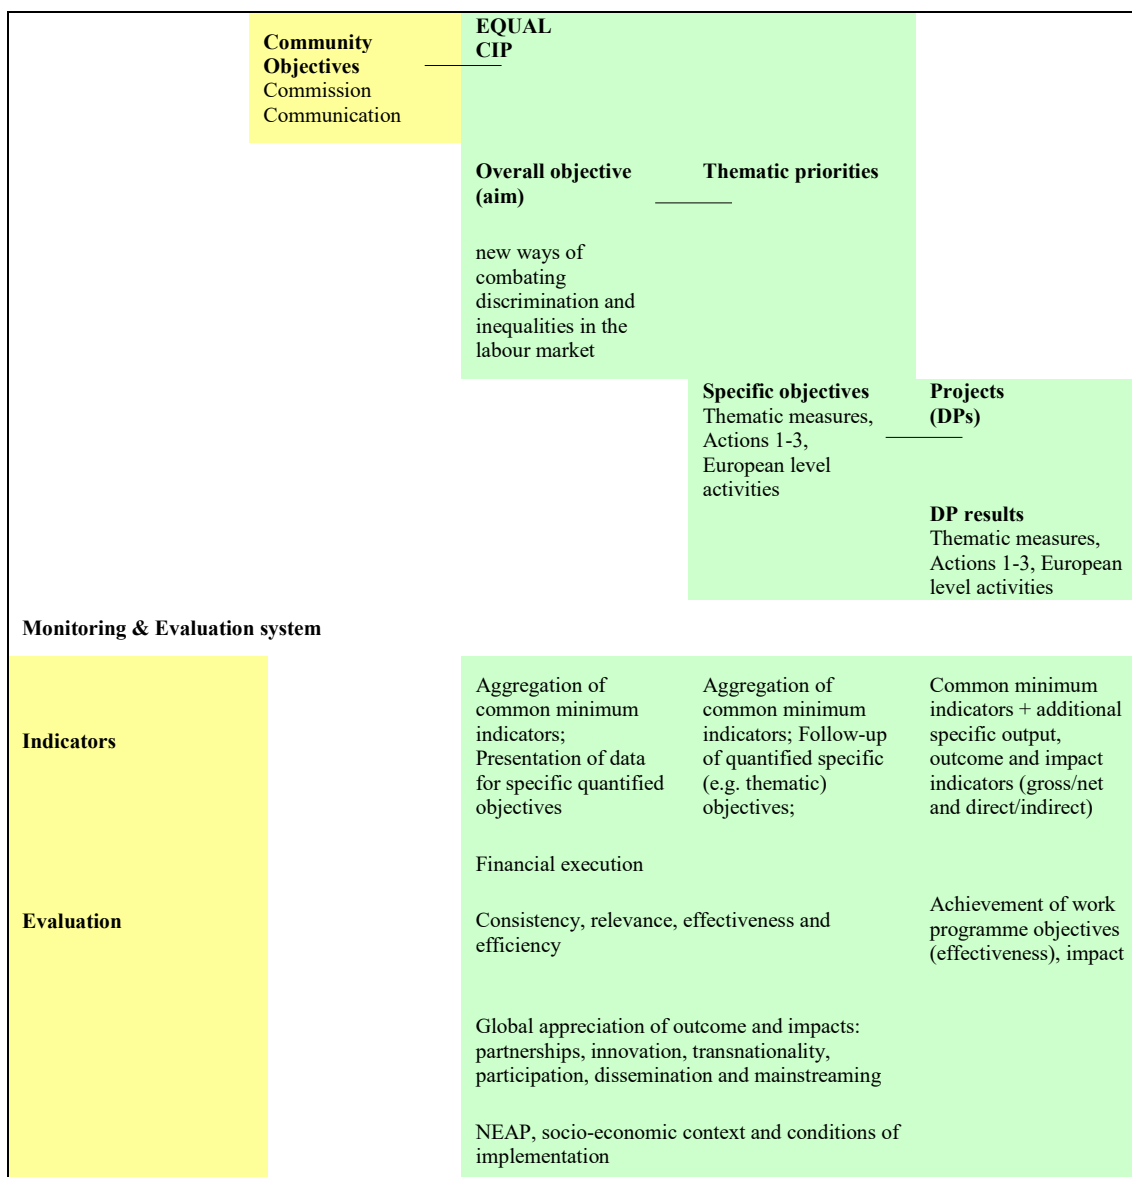 Community
Objectives
Commission
Communication
EQUAL
CIP
Overall objective
(aim)
new ways of
combating
discrimination and
inequalities in the
labour market
Thematic priorities
Specific objectives
Thematic measures,
Actions 1-3,
European level
activities
Projects
(DPs)
DP results
Thematic measures,
Actions 1-3, European
level activities
Monitoring & Evaluation system
Indicators
Aggregation of
common minimum
indicators;
Presentation of data
for specific quantified
objectives
Aggregation of
common minimum
indicators; Follow-up
of quantified specific
(e.g. thematic)
objectives;
Common minimum
indicators + additional
specific output,
outcome and impact
indicators (gross/net
and direct/indirect)
Financial execution
Evaluation
Consistency, relevance, effectiveness and
efficiency
Achievement of work
programme objectives
(effectiveness), impact
Global appreciation of outcome and impacts:
partnerships, innovation, transnationality,
participation, dissemination and mainstreaming
NEAP, socio-economic context and conditions of
implementation